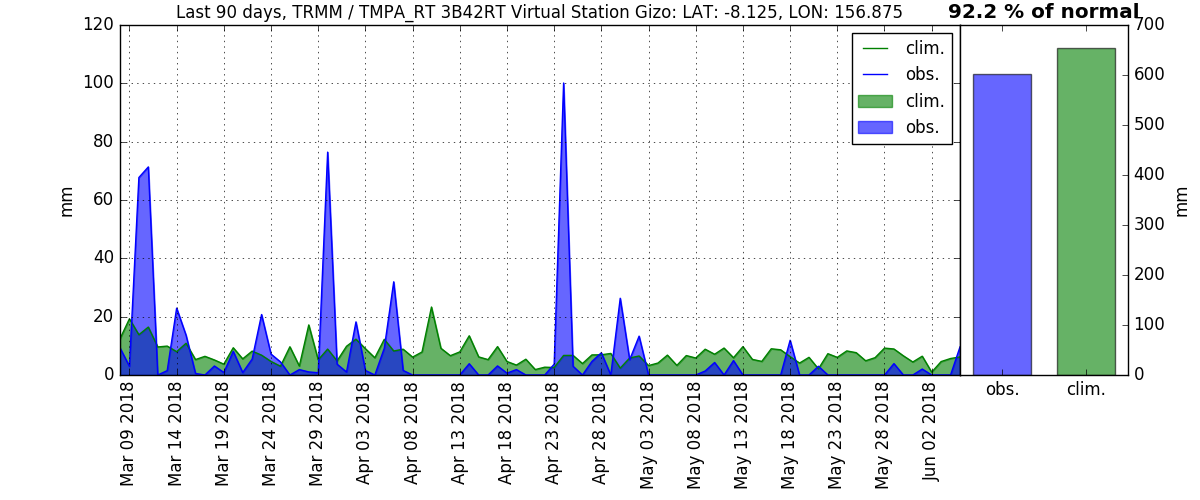 Last 90 days, TRMM / TMPA_RT 3B42RT Virtual Station Gizo: LAT: -8.125, LON: 156.875
92.2 % of normal
120
100
80
60
40
20
0
mm
clim.
obs.
clim.
obs.
700
600
500
400
300
200
100
0
mm
Mar 09 2018
Mar 14 2018
Mar 19 2018
Mar 24 2018
Mar 29 2018
Apr 03 2018
Apr 08 2018
Apr 13 2018
Apr 18 2018
Apr 23 2018
Apr 28 2018
May 03 2018
May 08 2018
May 13 2018
May 18 2018
May 23 2018
May 28 2018
Jun 02 2018
obs.
clim.